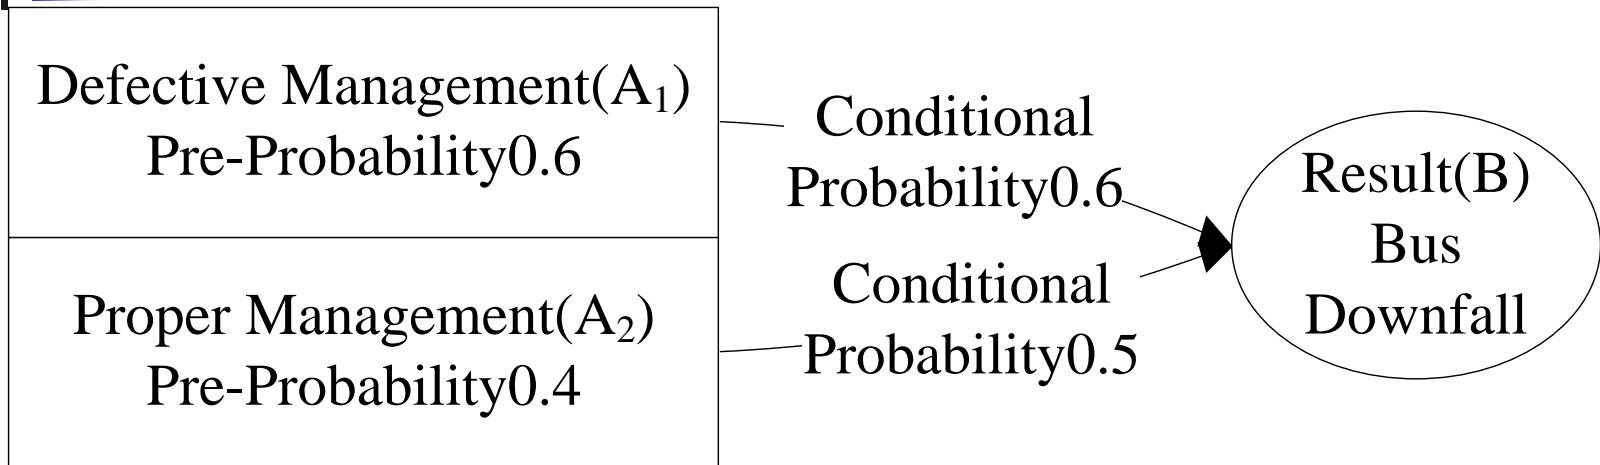 Defective Management(A₁)
Pre-Probability0.6
Proper Management(A₂)
Pre-Probability0.4
Conditional
Probability0.6
Conditional
Probability0.5
Result(B)
Bus
Downfall